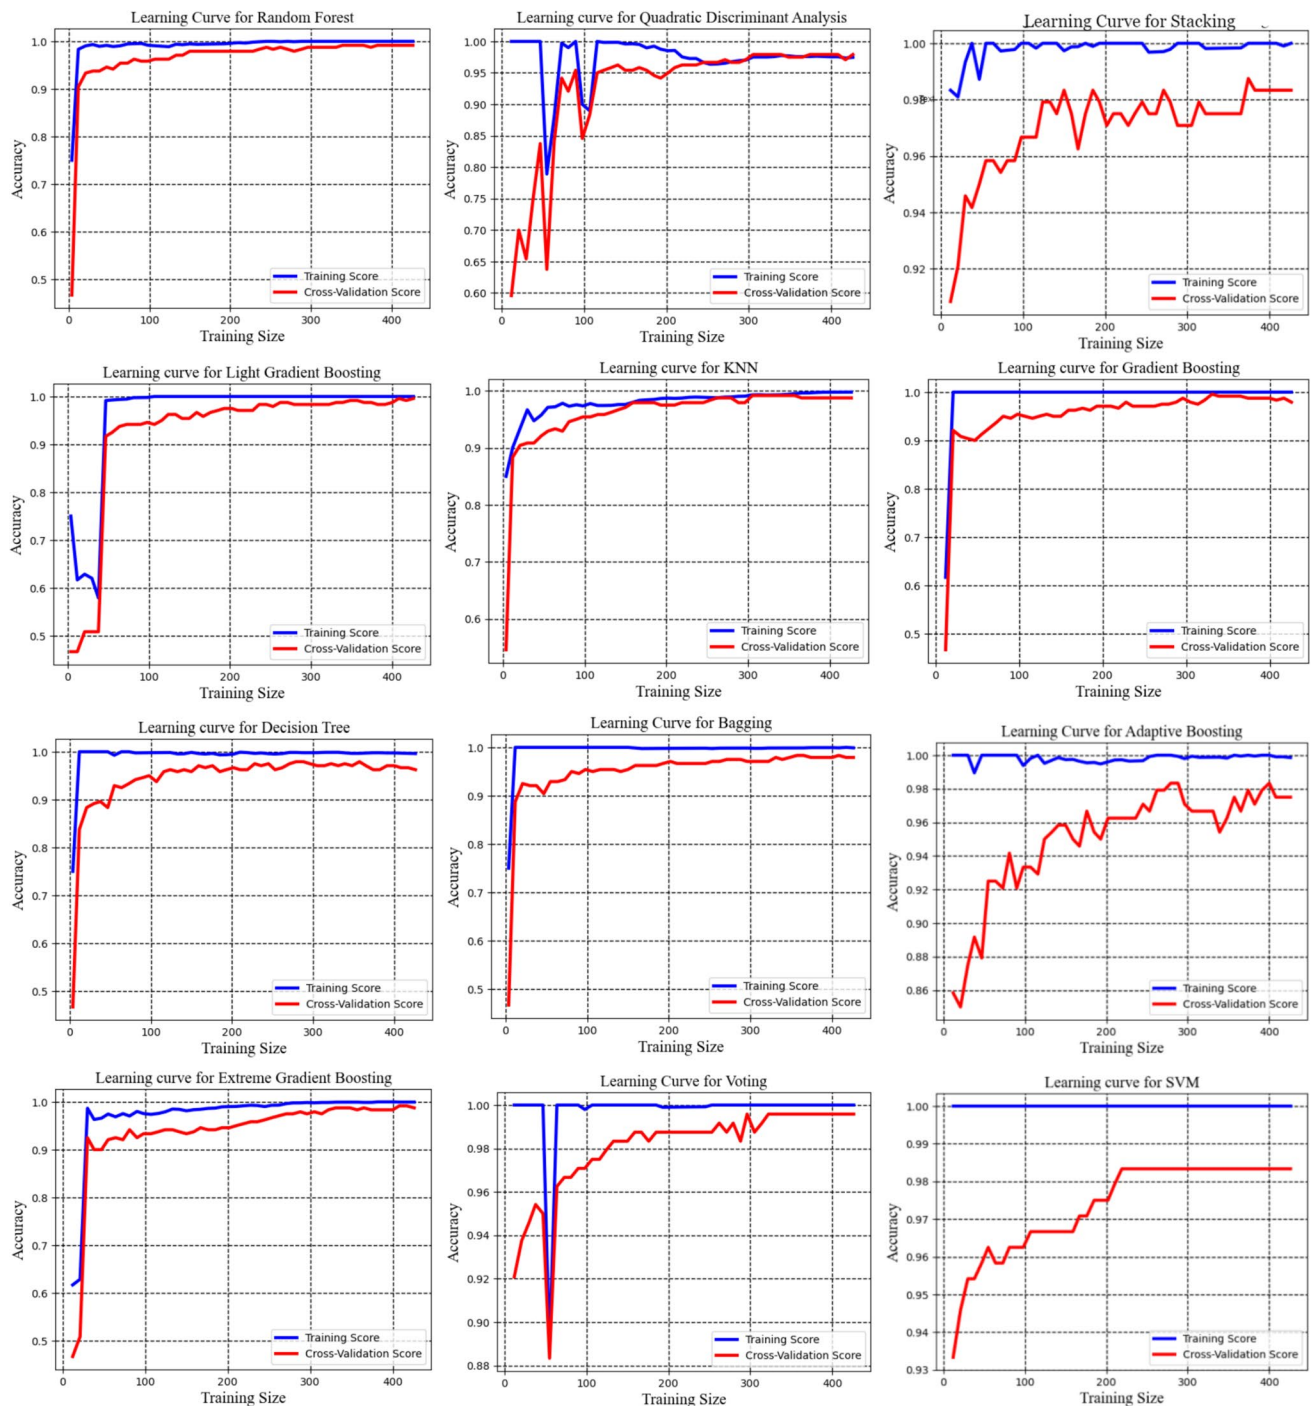 Learning Curve for Random Forest
1.0
0.9
0.8
0.7
0.6
0.5
Accuracy
Training Score
Cross-Validation Score
0 100 200 300 400
Training Size
Learning curve for Quadratic Discriminant Analysis
1.00
0.95
0.90
0.85
0.80
0.75
0.70
0.65
0.60
Accuracy
Training Score
Cross-Validation Score
0 100 200 300 400
Training Size
Learning Curve for Stacking
1.00
0.98
0.96
0.94
0.92
Accuracy
Training Score
Cross-Validation Score
0 100 200 300 400
Training Size
Learning curve for Light Gradient Boosting
1.0
0.9
0.8
0.7
0.6
0.5
Accuracy
Training Score
Cross-Validation Score
0 100 200 300 400
Training Size
Learning curve for KNN
1.0
0.9
0.8
0.7
0.6
Accuracy
Training Score
Cross-Validation Score
0 100 200 300 400
Training Size
Learning curve for Gradient Boosting
1.0
0.9
0.8
0.7
0.6
0.5
Accuracy
Training Score
Cross-Validation Score
0 100 200 300 400
Training Size
Learning curve for Decision Tree
1.0
0.9
0.8
0.7
0.6
0.5
Accuracy
Training Score
Cross-Validation Score
0 100 200 300 400
Training Size
Learning Curve for Bagging
1.0
0.9
0.8
0.7
0.6
0.5
Accuracy
Training Score
Cross-Validation Score
0 100 200 300 400
Training Size
Learning Curve for Adaptive Boosting
1.00
0.98
0.96
0.94
0.92
0.90
0.88
0.86
Accuracy
Training Score
Cross-Validation Score
0 100 200 300 400
Training Size
Learning curve for Extreme Gradient Boosting
1.0
0.9
0.8
0.7
0.6
0.5
Accuracy
Training Score
Cross-Validation Score
0 100 200 300 400
Training Size
Learning Curve for Voting
1.00
0.98
0.96
0.94
0.92
0.90
0.88
Accuracy
Training Score
Cross-Validation Score
0 100 200 300 400
Training Size
Learning curve for SVM
1.00
0.99
0.98
0.97
0.96
0.95
0.94
0.93
Accuracy
Training Score
Cross-Validation Score
0 100 200 300 400
Training Size